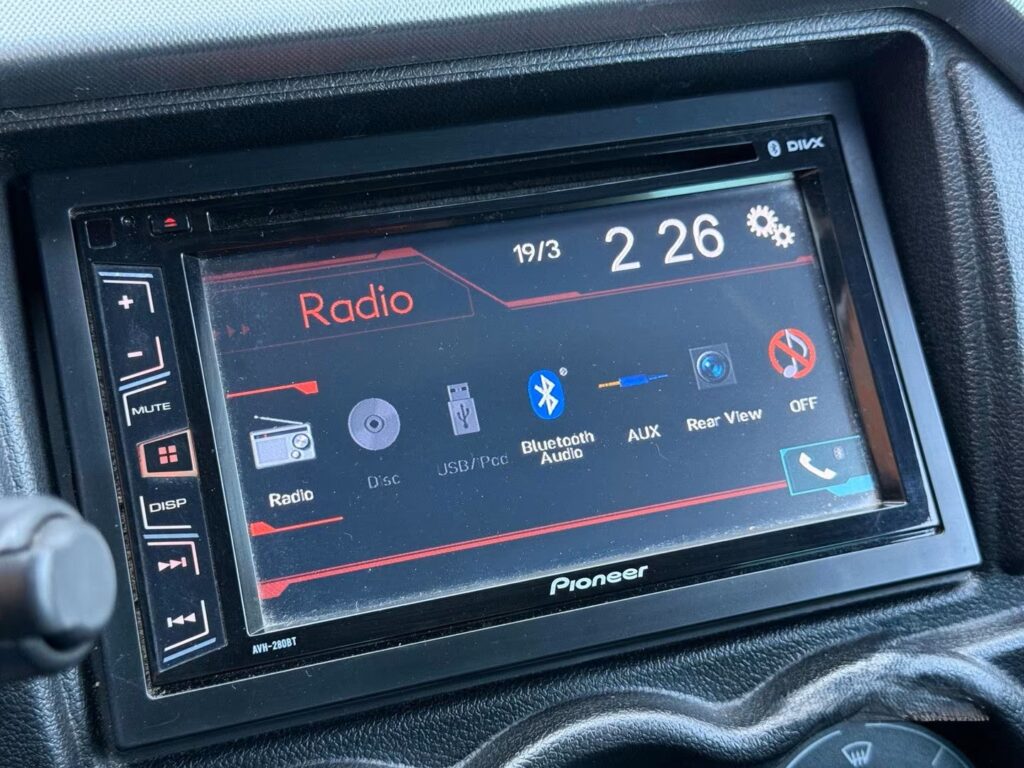 DIVX
19/3
2 26
Radio
+
-
MUTE
DISP
Radio
Disc
USB/iPod
Bluetooth
Audio
AUX
Rear View
OFF
Pioneer
AVH-280BT